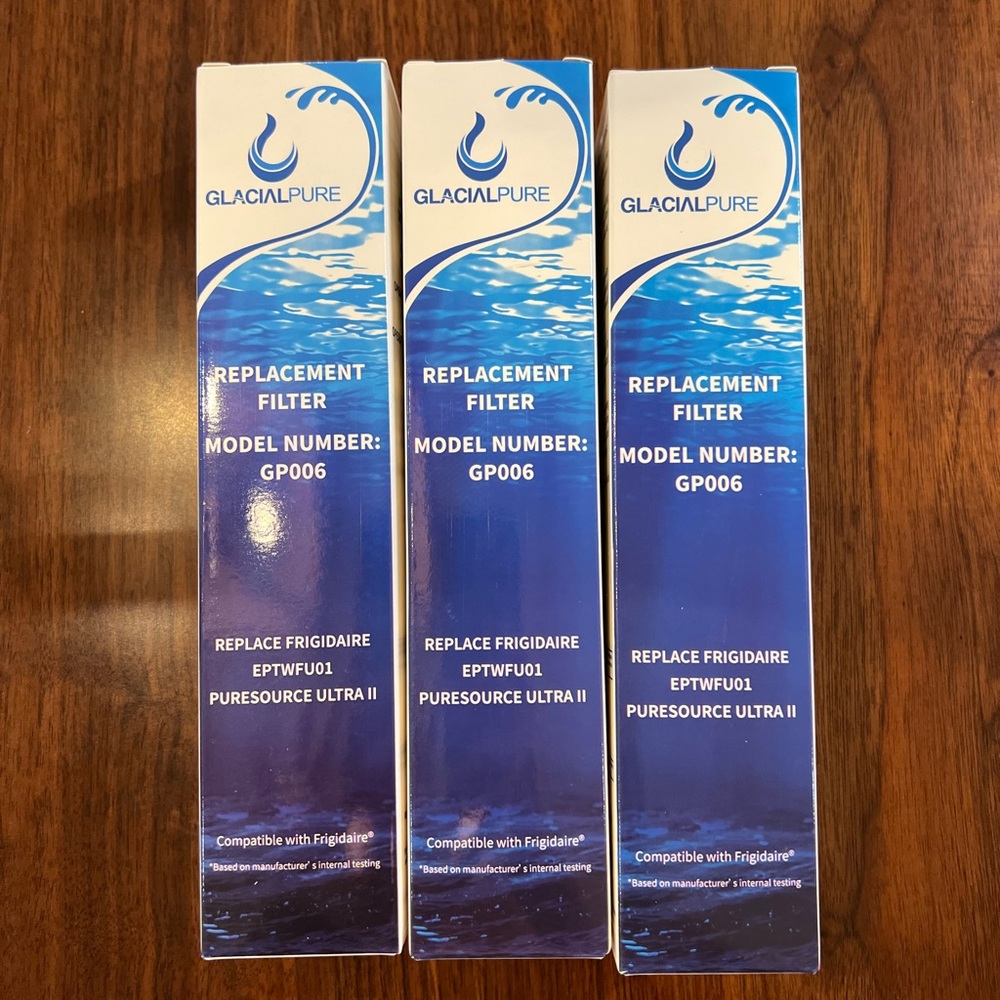 GLACIALPURE
REPLACEMENT
FILTER
MODEL NUMBER:
GP006
REPLACE FRIGIDAIRE
EPTWFU01
PURESOURCE ULTRA II
Compatible with Frigidaire®
*Based on manufacturer's internal testing
GLACIALPURE
REPLACEMENT
FILTER
MODEL NUMBER:
GP006
REPLACE FRIGIDAIRE
EPTWFU01
PURESOURCE ULTRA II
Compatible with Frigidaire®
*Based on manufacturer's internal testing
GLACIALPURE
REPLACEMENT
FILTER
MODEL NUMBER:
GP006
REPLACE FRIGIDAIRE
EPTWFU01
PURESOURCE ULTRA II
Compatible with Frigidaire®
*Based on manufacturer's internal testing